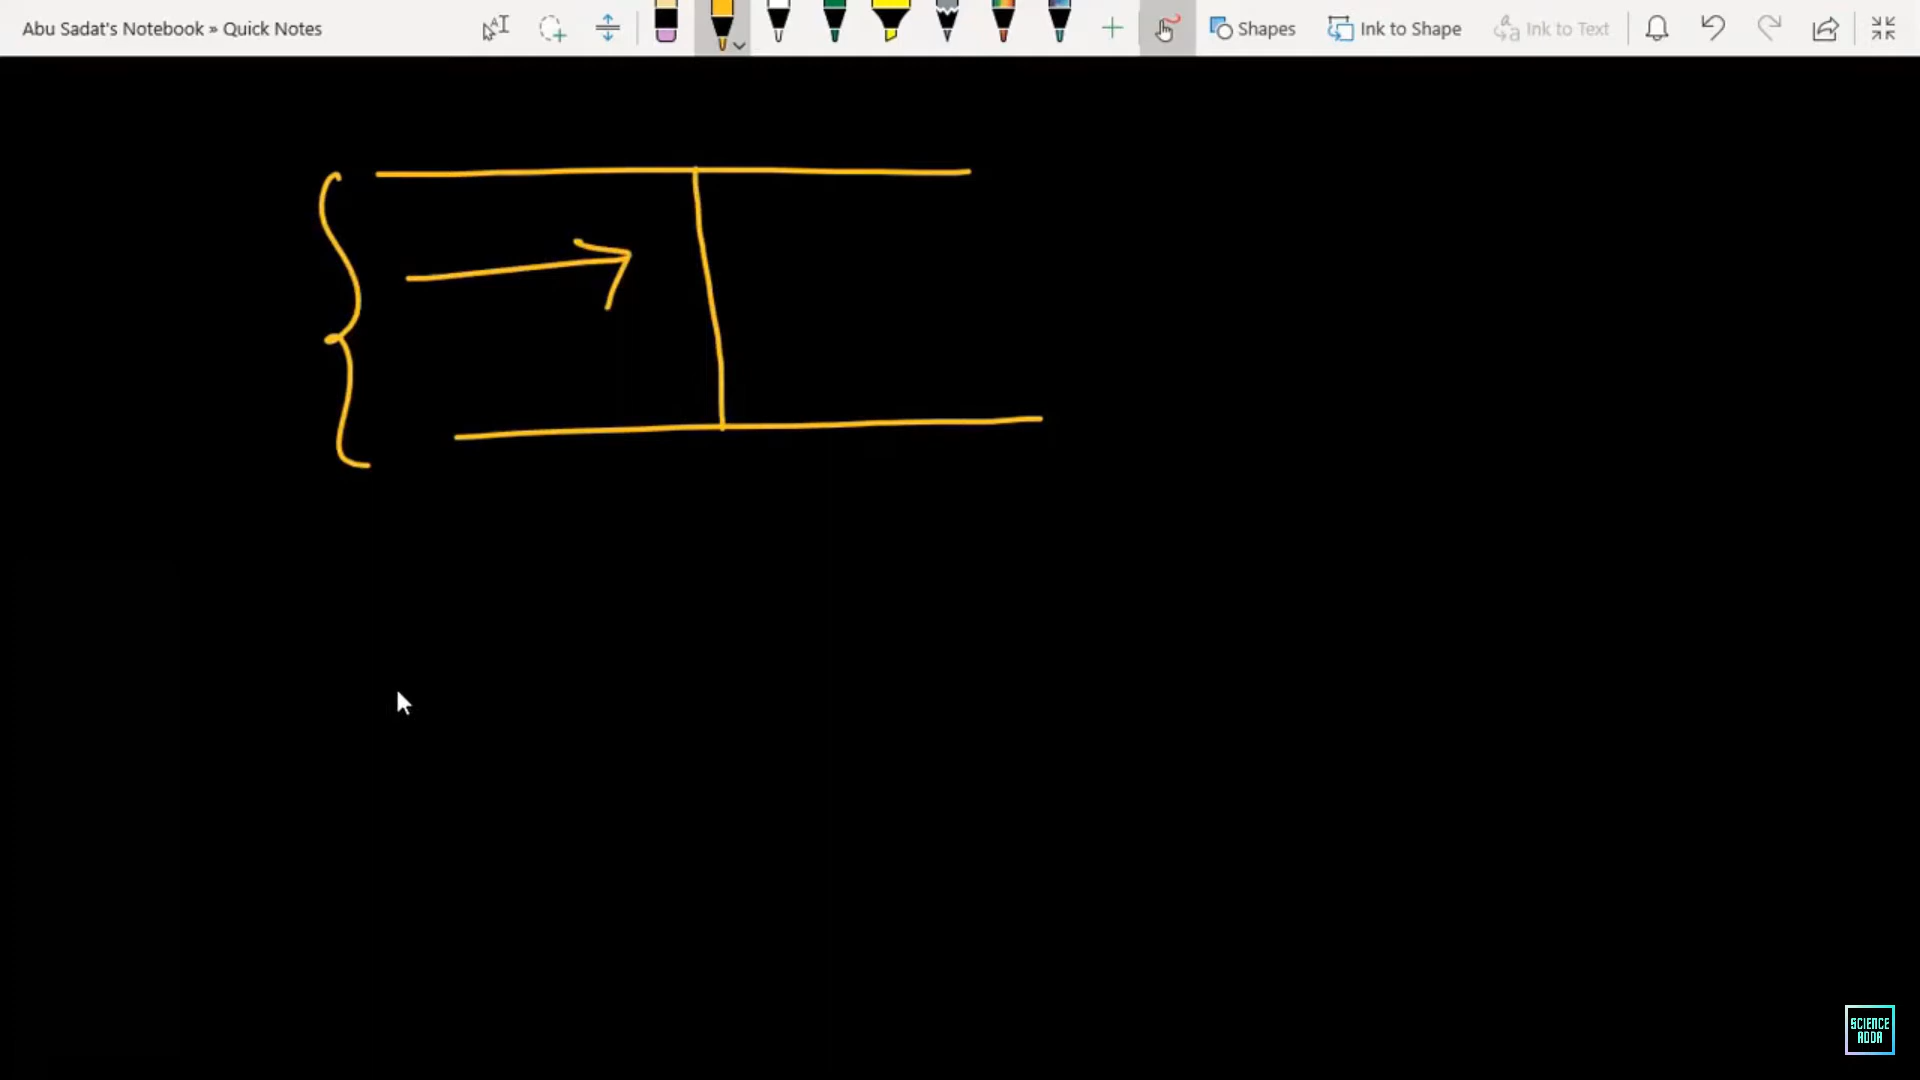 Abu Sadat's Notebook » Quick Notes
Shapes
Ink to Shape
Ink to Text
SCIENCE
ADDA